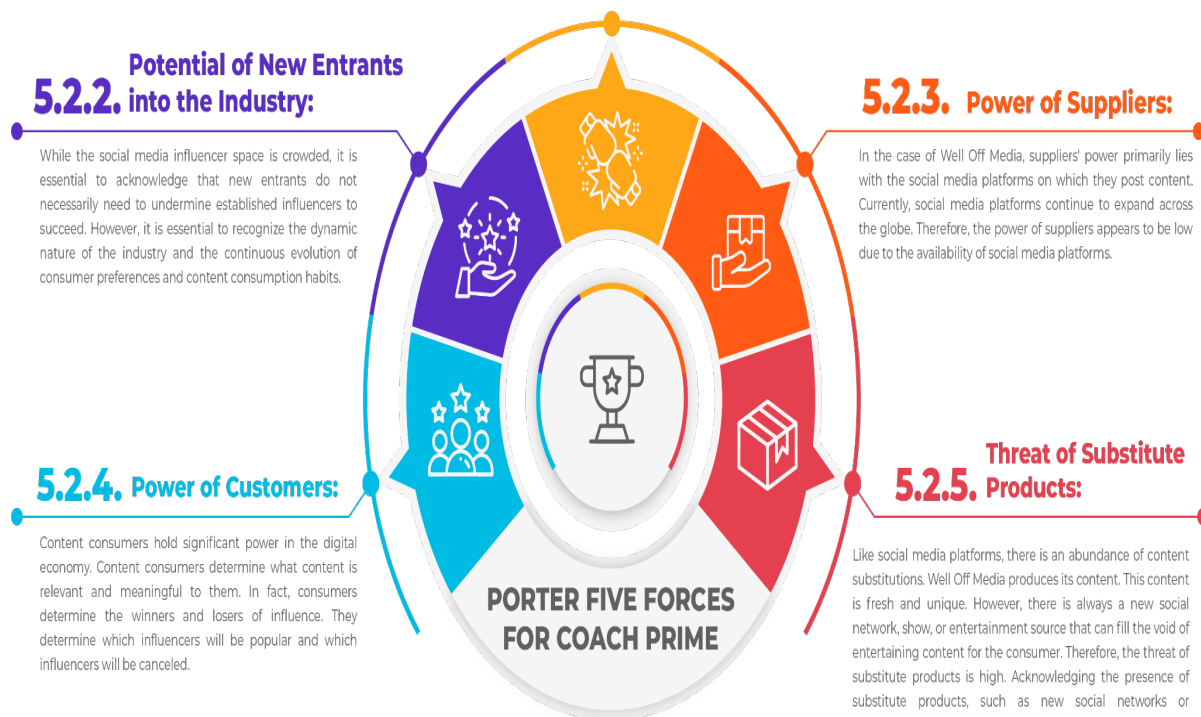 5.2.2. Potential of New Entrants
into the Industry:
While the social media influencer space is crowded, it is
essential to acknowledge that new entrants do not
necessarily need to undermine established influencers to
succeed. However, it is essential to recognize the dynamic
nature of the industry and the continuous evolution of
consumer preferences and content consumption habits.
5.2.3. Power of Suppliers:
In the case of Well Off Media, suppliers' power primarily lies
with the social media platforms on which they post content.
Currently, social media platforms continue to expand across
the globe. Therefore, the power of suppliers appears to be low
due to the availability of social media platforms.
5.2.4. Power of Customers:
Content consumers hold significant power in the digital
economy. Content consumers determine what content is
relevant and meaningful to them. In fact, consumers
determine the winners and losers of influence. They
determine which influencers will be popular and which
influencers will be canceled.
5.2.5. Threat of Substitute
Products:
Like social media platforms, there is an abundance of content
substitutions. Well Off Media produces its content. This content
is fresh and unique. However, there is always a new social
network, show, or entertainment source that can fill the void of
entertaining content for the consumer. Therefore, the threat of
substitute products is high. Acknowledging the presence of
substitute products, such as new social networks or
PORTER FIVE FORCES
FOR COACH PRIME